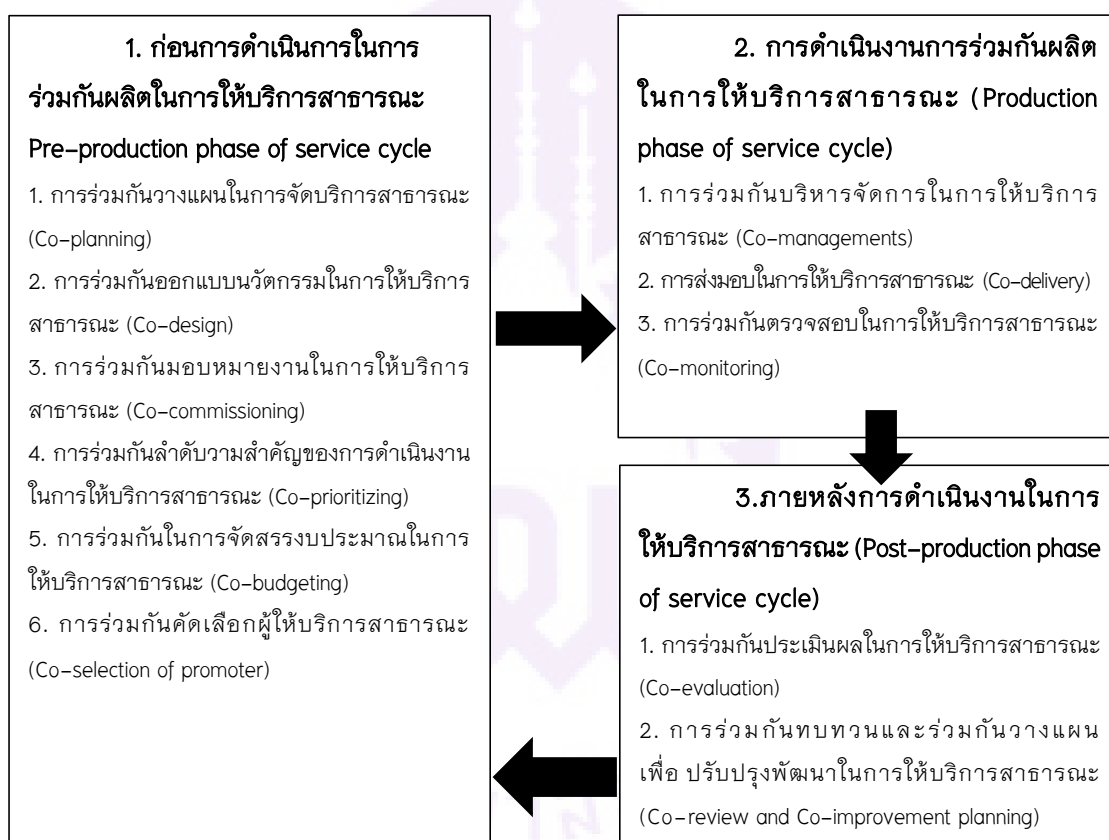 1. ก่อนการดำเนินการในการ
ร่วมกันผลิตในการให้บริการสาธารณะ
Pre–production phase of service cycle
1. การร่วมกันวางแผนในการจัดบริการสาธารณะ
(Co–planning)
2. การร่วมกันออกแบบนวัตกรรมในการให้บริการ
สาธารณะ (Co–design)
3. การร่วมกันมอบหมายงานในการให้บริการ
สาธารณะ (Co–commissioning)
4. การร่วมกันลำดับวามสำคัญของการดำเนินงาน
ในการให้บริการสาธารณะ (Co–prioritizing)
5. การร่วมกันในการจัดสรรงบประมาณในการ
ให้บริการสาธารณะ (Co–budgeting)
6. การร่วมกันคัดเลือกผู้ให้บริการสาธารณะ
(Co–selection of promoter)
2. การดำเนินงานการร่วมกันผลิต
ในการให้บริการสาธารณะ (Production
phase of service cycle)
1. การร่วมกันบริหารจัดการในการให้บริการ
สาธารณะ (Co–managements)
2. การส่งมอบในการให้บริการสาธารณะ (Co–delivery)
3. การร่วมกันตรวจสอบในการให้บริการสาธารณะ
(Co–monitoring)
3.ภายหลังการดำเนินงานในการ
ให้บริการสาธารณะ (Post–production phase
of service cycle)
1. การร่วมกันประเมินผลในการให้บริการสาธารณะ
(Co–evaluation)
2. การร่วมกันทบทวนและร่วมกันวางแผน
เพื่อ ปรับปรุงพัฒนาในการให้บริการสาธารณะ
(Co–review and Co–improvement planning)